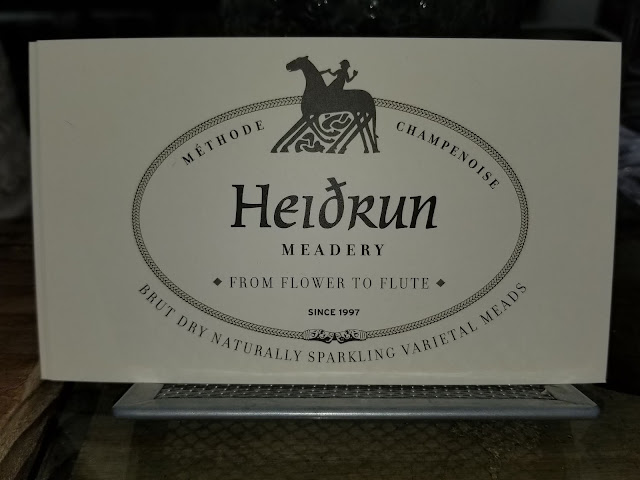 MÉTHODE CHAMPENOISE
Heiðrun
MEADERY
FROM FLOWER TO FLUTE
SINCE 1997
BRUT DRY NATURALLY SPARKLING VARIETAL MEADS